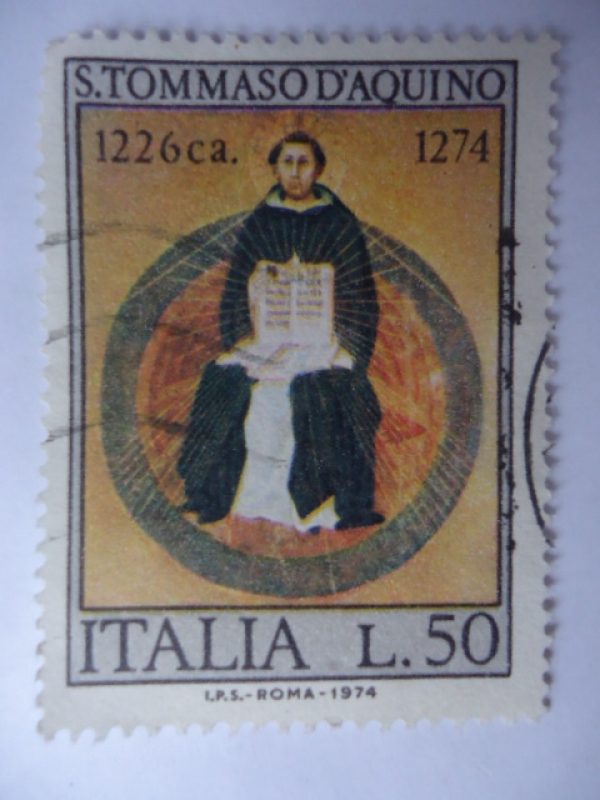 S. TOMMASO D'AQUINO
1226 ca. 1274
ITALIA L. 50
I.P.S. - ROMA - 1974